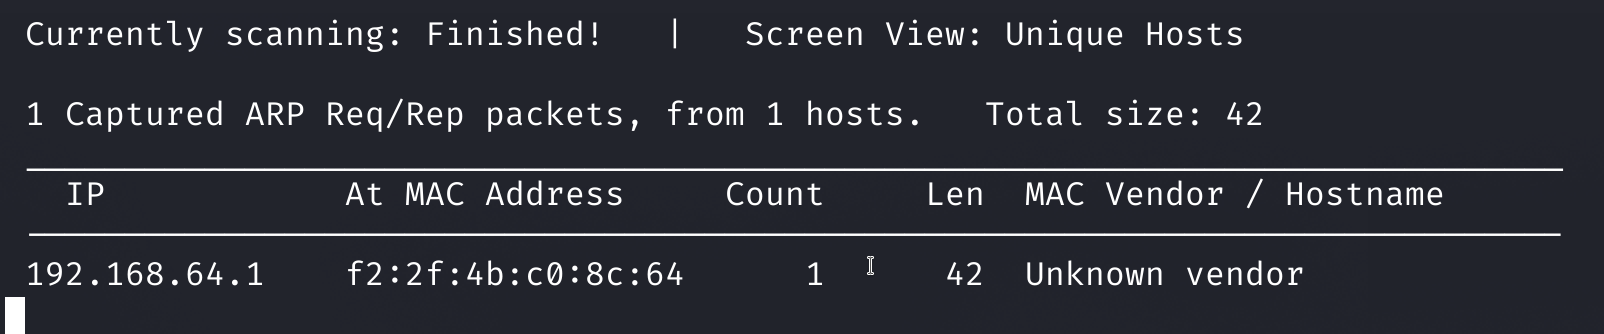 Currently scanning: Finished!   |   Screen View: Unique Hosts
1 Captured ARP Req/Rep packets, from 1 hosts.   Total size: 42
IP            At MAC Address     Count     Len  MAC Vendor / Hostname
192.168.64.1    f2:2f:4b:c0:8c:64      1      42  Unknown vendor